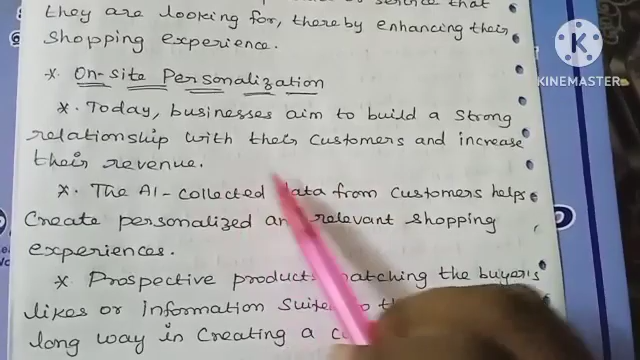 they are looking for, thereby enhancing their
shopping experience.
KINEMASTER
* On-site Personalization
* Today, businesses aim to build a strong
relationship with their customers and increase
their revenue.
* The AI-collected data from customers helps
create personalized and relevant shopping
experiences.
* Prospective products matching the buyer's
likes or information suited to the
long way in creating a